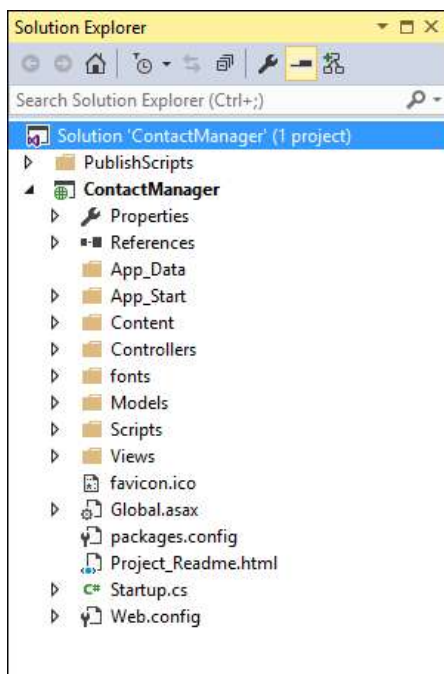 Solution Explorer
Search Solution Explorer (Ctrl+;)
Solution 'ContactManager' (1 project)
PublishScripts
ContactManager
Properties
References
App_Data
App_Start
Content
Controllers
fonts
Models
Scripts
Views
favicon.ico
Global.asax
packages.config
Project_Readme.html
C# Startup.cs
Web.config